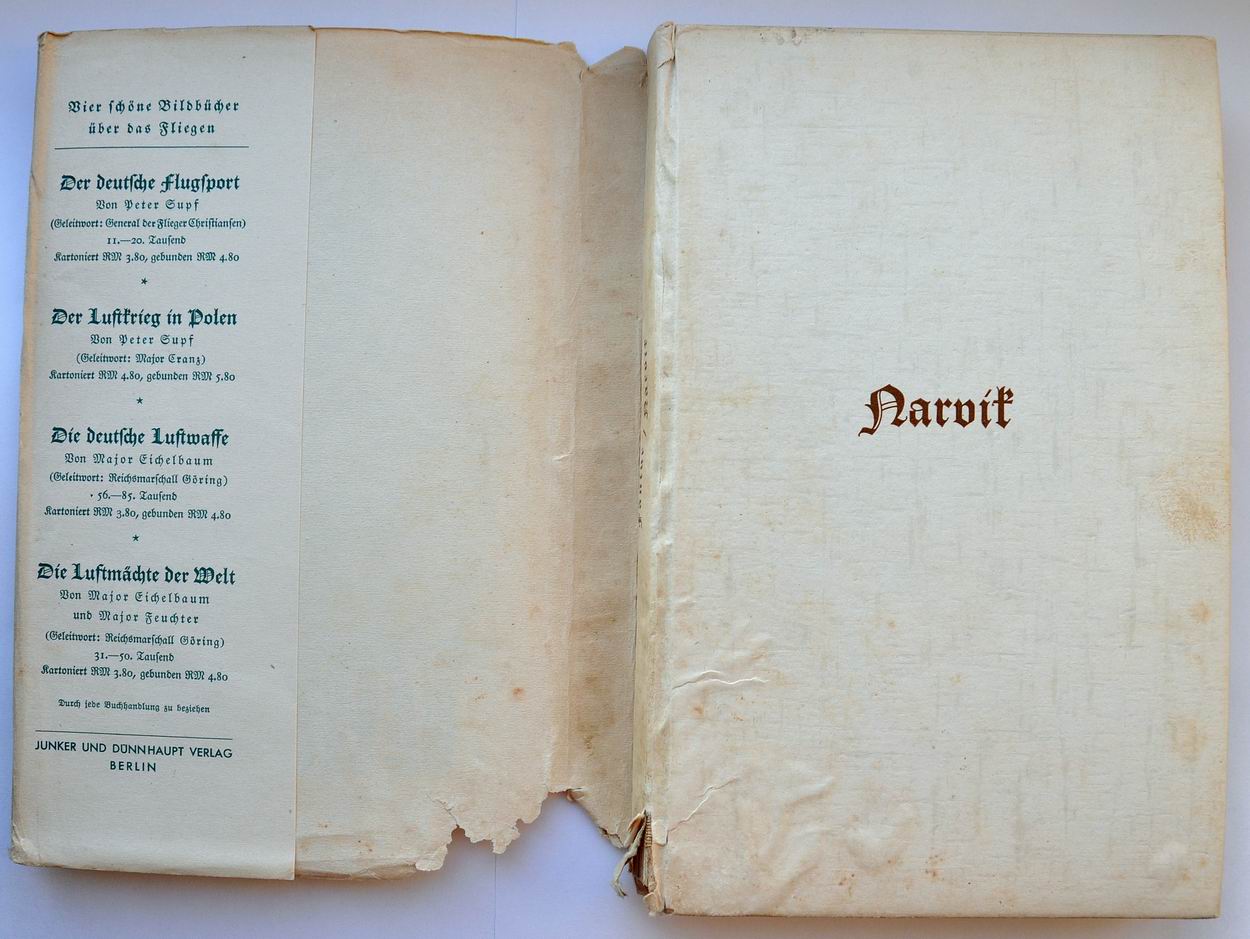 Vier schöne Bildbücher
über das Fliegen
Der deutsche Flugsport
Von Peter Supf
(Geleitwort: General der Flieger Christiansen)
11.—20. Tausend
Kartoniert RM 3.80, gebunden RM 4.80
*
Der Luftkrieg in Polen
Von Peter Supf
(Geleitwort: Major Cranz)
Kartoniert RM 4.80, gebunden RM 5.80
*
Die deutsche Luftwaffe
Von Major Eichelbaum
(Geleitwort: Reichsmarschall Göring)
56.—85. Tausend
Kartoniert RM 3.80, gebunden RM 4.80
*
Die Luftmächte der Welt
Von Major Eichelbaum
und Major Feuchter
(Geleitwort: Reichsmarschall Göring)
31.—50. Tausend
Kartoniert RM 3.80, gebunden RM 4.80
Durch jede Buchhandlung zu beziehen
JUNKER UND DÜNNHAUPT VERLAG
BERLIN
Narvik